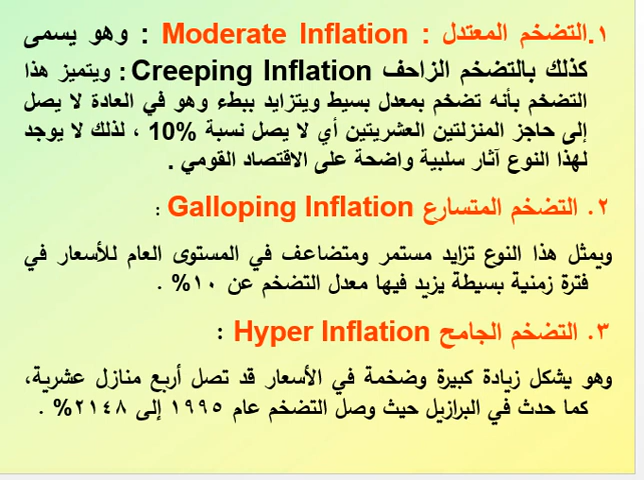 ١.التضخم المعتدل : Moderate Inflation : وهو يسمى
كذلك بالتضخم الزاحف Creeping Inflation : ويتميز هذا
التضخم بأنه تضخم بمعدل بسيط ويتزايد ببطء وهو في العادة لا يصل
إلى حاجز المنزلتين العشريتين أي لا يصل نسبة 10% ، لذلك لا يوجد
لهذا النوع آثار سلبية واضحة على الاقتصاد القومي .
٢. التضخم المتسارع Galloping Inflation :
ويمثل هذا النوع تزايد مستمر ومتضاعف في المستوى العام للأسعار في
فترة زمنية بسيطة يزيد فيها معدل التضخم عن ١٠% .
٣. التضخم الجامح Hyper Inflation :
وهو يشكل زيادة كبيرة وضخمة في الأسعار قد تصل أربع منازل عشرية،
كما حدث في البرازيل حيث وصل التضخم عام ١٩٩٥ إلى ٢١٤٨% .